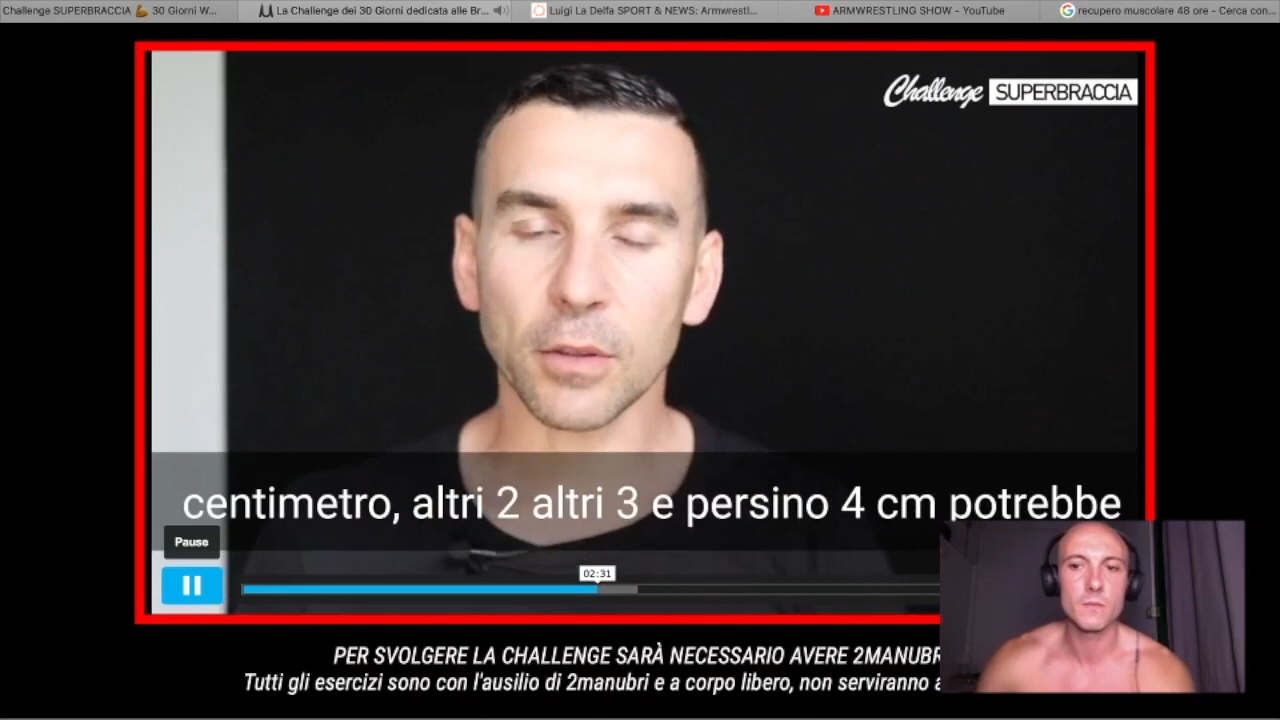 Challenge SUPERBRACCIA 💪 30 Giorni W...
La Challenge dei 30 Giorni dedicata alle Br...
Luigi La Delfa SPORT & NEWS: Armwrestl...
ARMWRESTLING SHOW - YouTube
recupero muscolare 48 ore - Cerca con...
Challenge SUPERBRACCIA
centimetro, altri 2 altri 3 e persino 4 cm potrebbe
Pause
02:31
PER SVOLGERE LA CHALLENGE SARÀ NECESSARIO AVERE 2MANUBR
Tutti gli esercizi sono con l'ausilio di 2manubri e a corpo libero, non serviranno